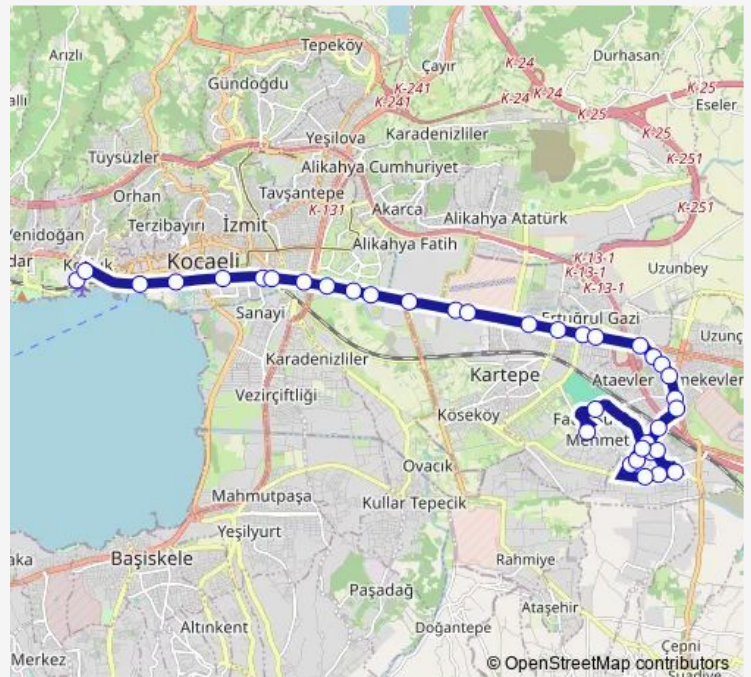 Tepeköy
Arızlı
Durhasan
Çayır
K-24
Gündoğdu
K-241
K-25
K-241
K-24
K-24
K-25
Eseler
Yeşilova
Karadenizliler
K-25
Tüysüzler
Alikahya Cumhuriyet
K-251
Orhan
Tavşantepe
K-131
Akarca
Alikahya Atatürk
K-251
Terzibayırı
İzmit
Yenidoğan
Alikahya Fatih
Kocaeli
K-13-1
K-13-1
Uzunbey
K-13-1
Sanayi
Ertuğrul Gazi
Karadenizliler
Kartepe
Ataevler
Vezirçiftliği
Köseköy
Mehmet
Ovacık
Mahmutpaşa
Kullar Tepecik
Yeşilyurt
Başiskele
Rahmiye
Paşadağ
Ataşehir
Altınkent
Doğantepe
Çepni
Merkez
© OpenStreetMap contributors
Suadiye